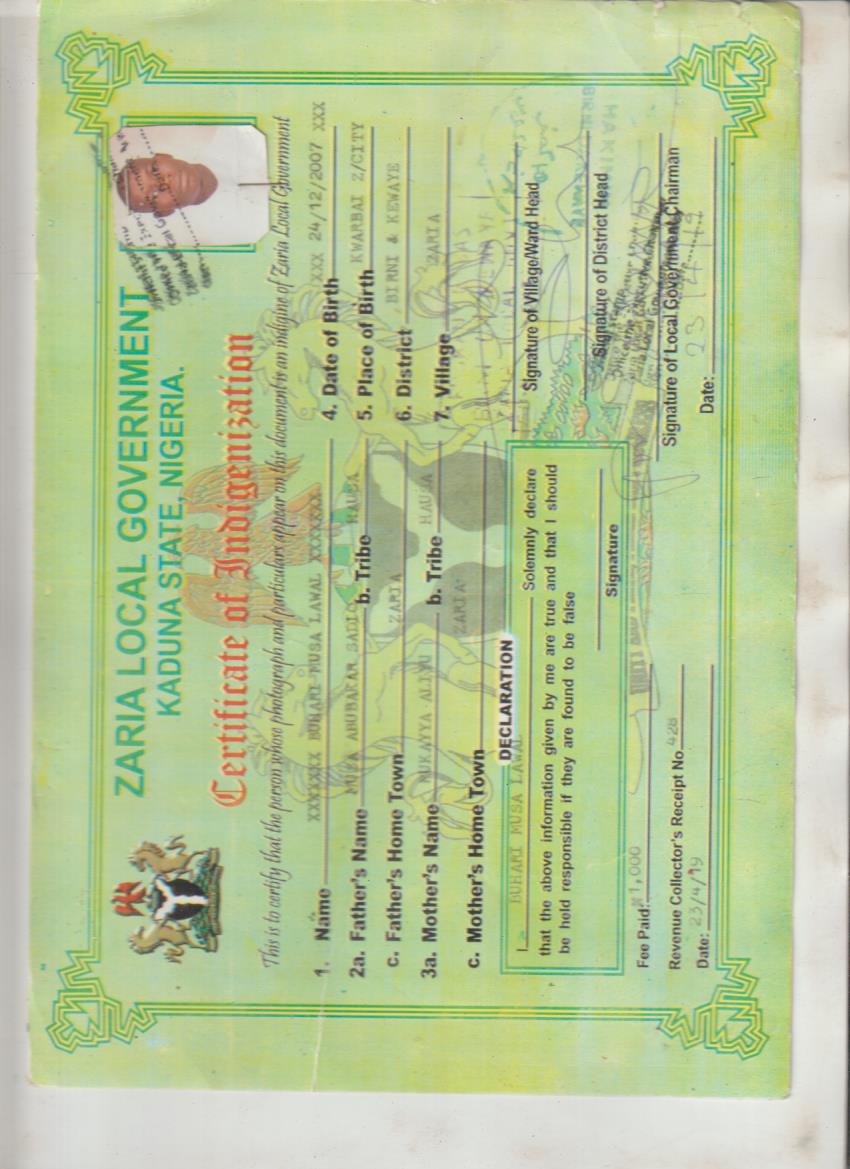 ZARIA LOCAL GOVERNMENT
KADUNA STATE, NIGERIA.
Certificate of Indigenization
This is to certify that the person whose photograph and particulars appear on this document is an indigine of Zaria Local Government
1. Name XXXXXXX BUHARI MUSA LAWAL XXXXXXX
4. Date of Birth XXX 24/12/2007 XXX
2a. Father's Name MUSA ABUBAKAR SADIQ b. Tribe HAUSA
5. Place of Birth KWARBAI Z/CITY
c. Father's Home Town ZARIA
6. District BIRNI & KEWAYE
3a. Mother's Name RUKAYYA ALIYU b. Tribe HAUSA
7. Village ZARIA
c. Mother's Home Town ZARIA
DECLARATION
I BUHARI MUSA LAWAL Solemnly declare
that the above information given by me are true and that I should
be held responsible if they are found to be false
Signature
Signature of Village/Ward Head
Signature of District Head
Fee Paid: ₦1,000
Signature of Local Government Chairman
Revenue Collector's Receipt No 428
Date: 23/4/19
Date: 23